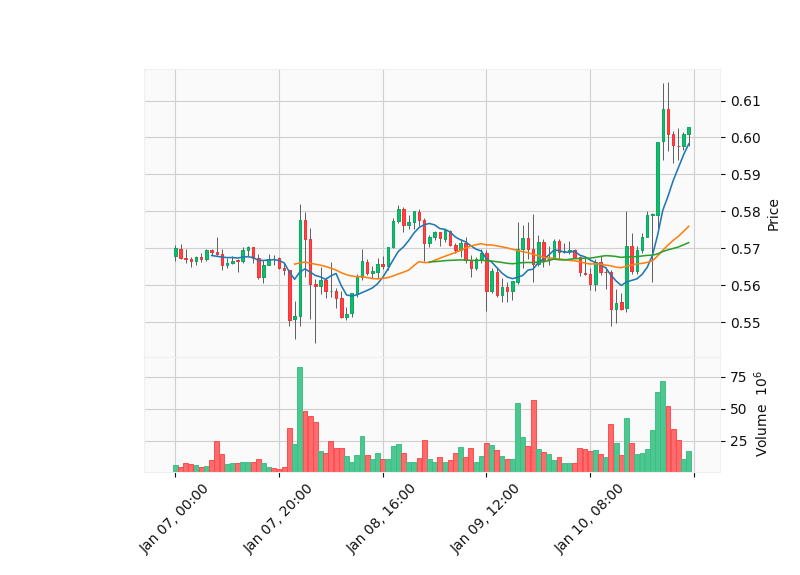 0.61
0.60
0.59
0.58
0.57
0.56
0.55
Price
75
50
25
Volume 10^6
Jan 07, 00:00
Jan 07, 20:00
Jan 08, 16:00
Jan 09, 12:00
Jan 10, 08:00